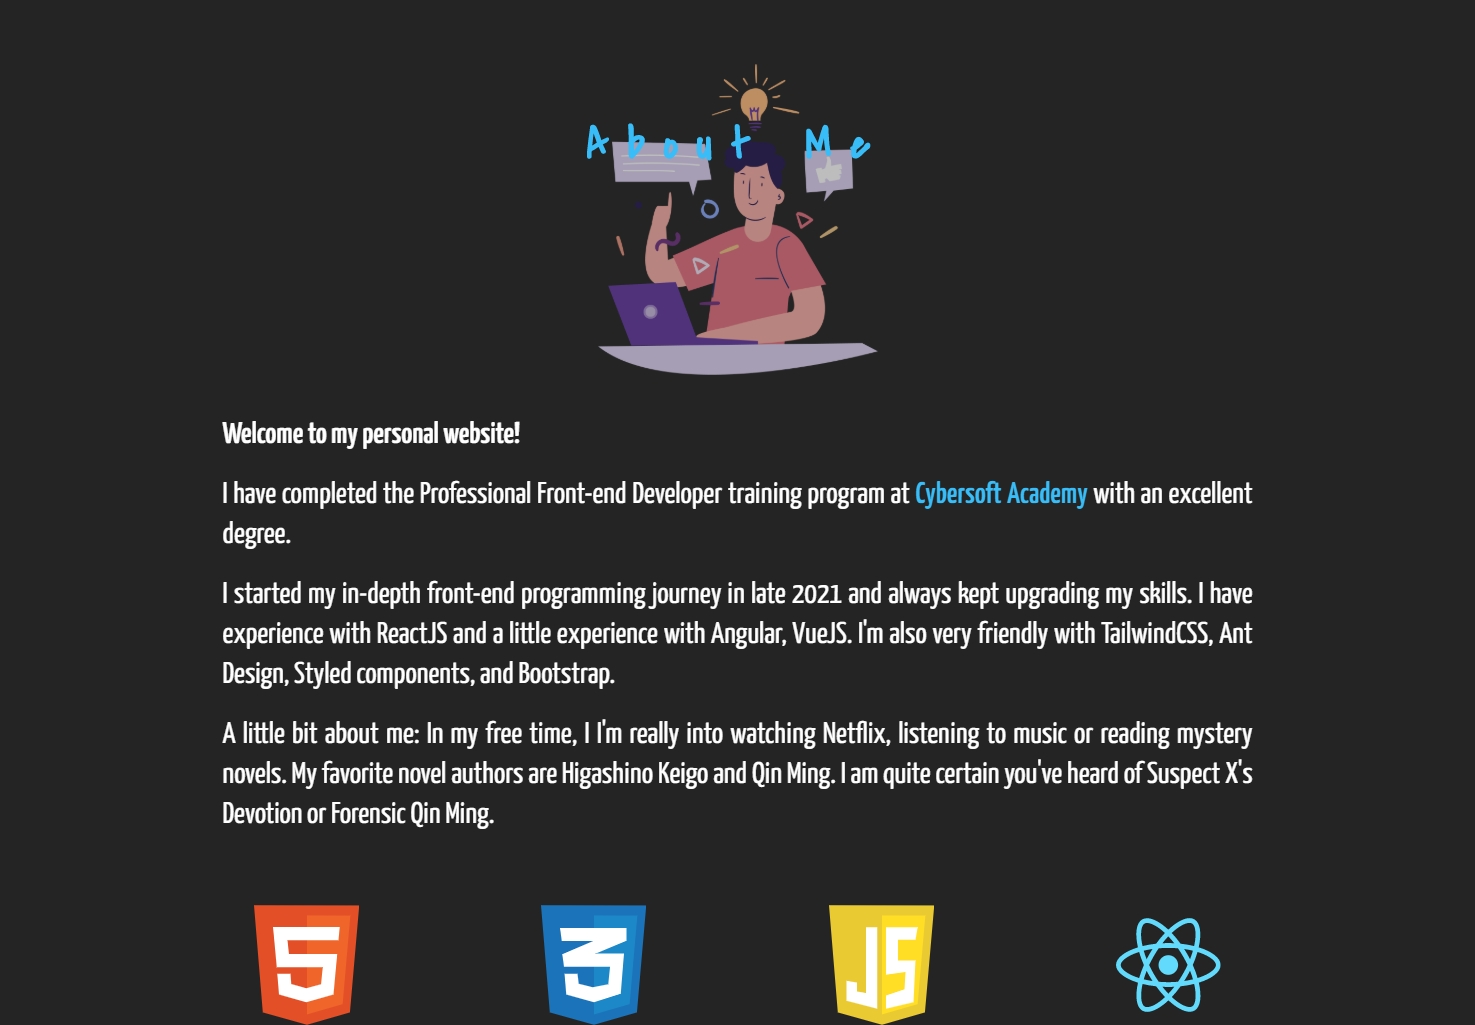 About Me
Welcome to my personal website!
I have completed the Professional Front-end Developer training program at Cybersoft Academy with an excellent
degree.
I started my in-depth front-end programming journey in late 2021 and always kept upgrading my skills. I have
experience with ReactJS and a little experience with Angular, VueJS. I'm also very friendly with TailwindCSS, Ant
Design, Styled components, and Bootstrap.
A little bit about me: In my free time, I I'm really into watching Netflix, listening to music or reading mystery
novels. My favorite novel authors are Higashino Keigo and Qin Ming. I am quite certain you've heard of Suspect X's
Devotion or Forensic Qin Ming.
5 3 JS